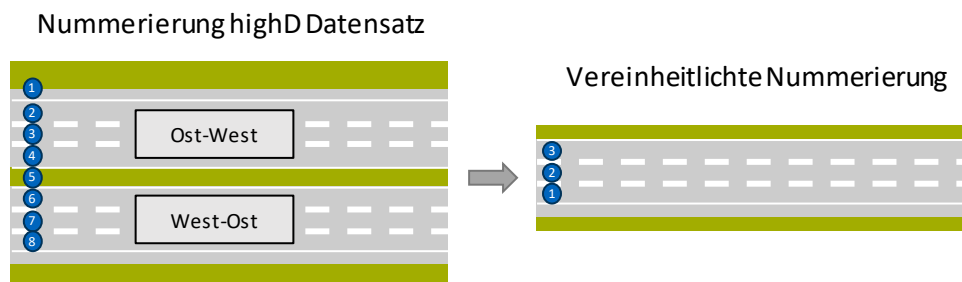 Nummerierung highD Datensatz
Vereinheitlichte Nummerierung
1
2
3
4
5
6
7
8
Ost-West
West-Ost
3
2
1